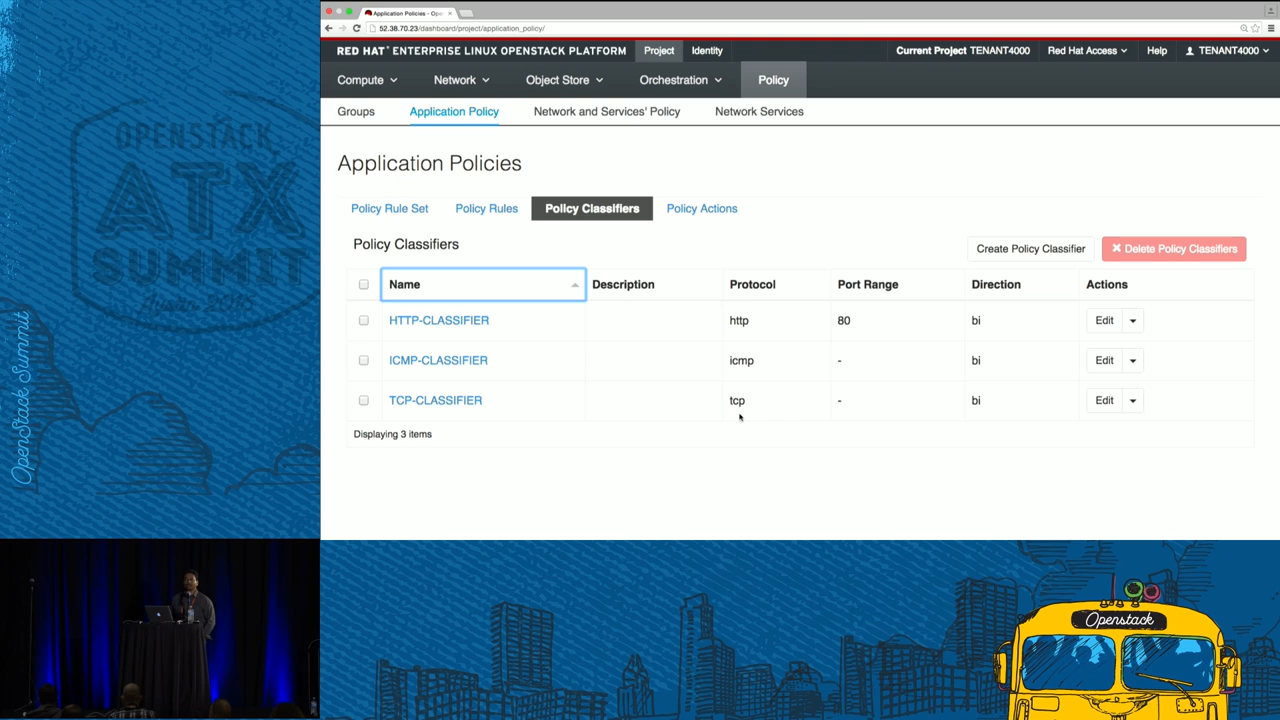 Application Policies - Ope
52.38.70.23/dashboard/project/application_policy/
RED HAT® ENTERPRISE LINUX OPENSTACK PLATFORM Project Identity Current Project TENANT4000 Red Hat Access Help TENANT4000
Compute Network Object Store Orchestration Policy
Groups Application Policy Network and Services' Policy Network Services
Application Policies
Policy Rule Set Policy Rules Policy Classifiers Policy Actions
Policy Classifiers
Create Policy Classifier Delete Policy Classifiers
Name Description Protocol Port Range Direction Actions
HTTP-CLASSIFIER http 80 bi Edit
ICMP-CLASSIFIER icmp - bi Edit
TCP-CLASSIFIER tcp - bi Edit
Displaying 3 items
OPENSTACK
ATX
SUMMIT
OpenStack Summit
Openstack